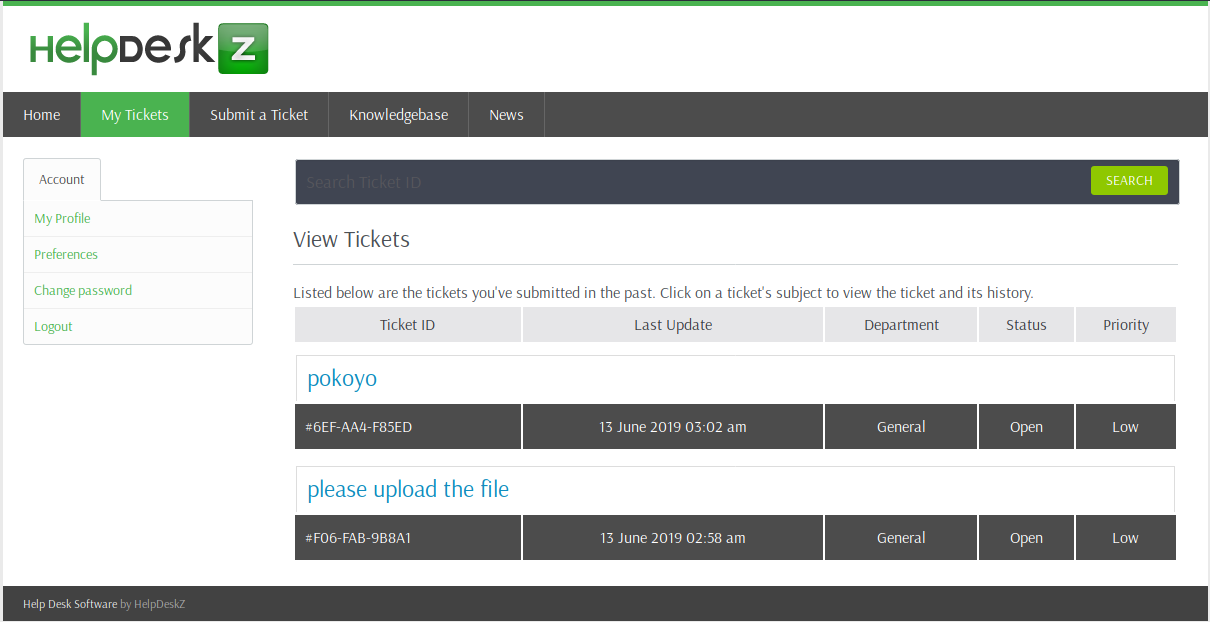 HelpDesk Z
Home My Tickets Submit a Ticket Knowledgebase News
Account
My Profile
Preferences
Change password
Logout
Search Ticket ID SEARCH
View Tickets
Listed below are the tickets you've submitted in the past. Click on a ticket's subject to view the ticket and its history.
Ticket ID Last Update Department Status Priority
pokoyo
#6EF-AA4-F85ED 13 June 2019 03:02 am General Open Low
please upload the file
#F06-FAB-9B8A1 13 June 2019 02:58 am General Open Low
Help Desk Software by HelpDeskZ